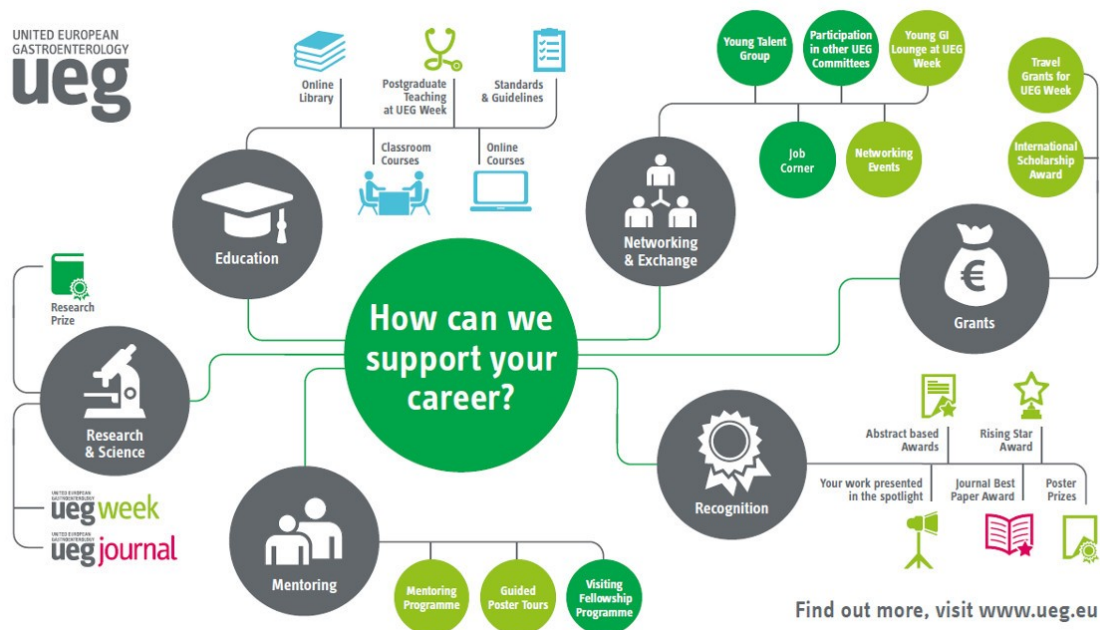 UNITED EUROPEAN
GASTROENTEROLOGY
ueg
Online
Library
Postgraduate
Teaching
at UEG Week
Standards
& Guidelines
Classroom
Courses
Online
Courses
Education
Young Talent
Group
Participation
in other UEG
Committees
Young GI
Lounge at UEG
Week
Job
Corner
Networking
Events
Networking
& Exchange
Travel
Grants for
UEG Week
International
Scholarship
Award
€
Grants
How can we
support your
career?
Research
Prize
Research
& Science
UNITED EUROPEAN
GASTROENTEROLOGY
ueg week
UNITED EUROPEAN
GASTROENTEROLOGY
ueg journal
Mentoring
Mentoring
Programme
Guided
Poster Tours
Visiting
Fellowship
Programme
Recognition
Abstract based
Awards
Rising Star
Award
Your work presented
in the spotlight
Journal Best
Paper Award
Poster
Prizes
Find out more, visit www.ueg.eu